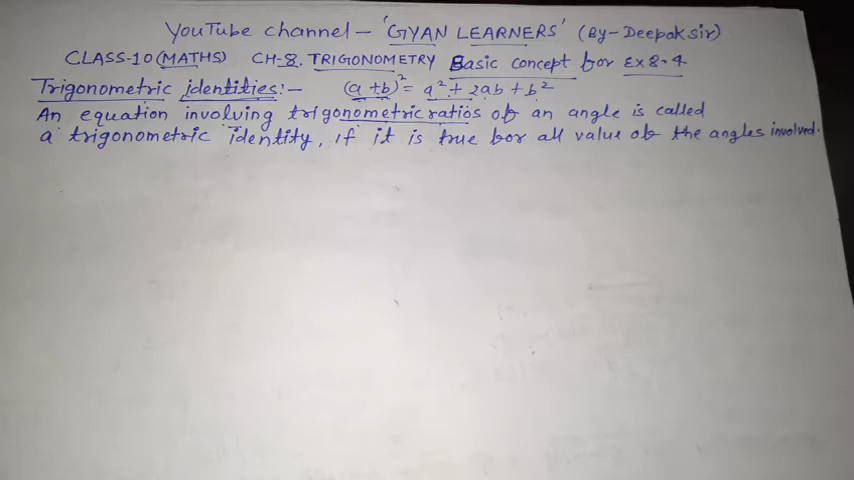 YouTube channel - 'GYAN LEARNERS' (By-Deepak sir)
CLASS-10 (MATHS) CH-8. TRIGONOMETRY Basic concept for Ex 8.4
Trigonometric identities:- (a+b)² = a² + 2ab + b²
An equation involving trigonometric ratios of an angle is called
a trigonometric identity, if it is true for all value of the angles involved.